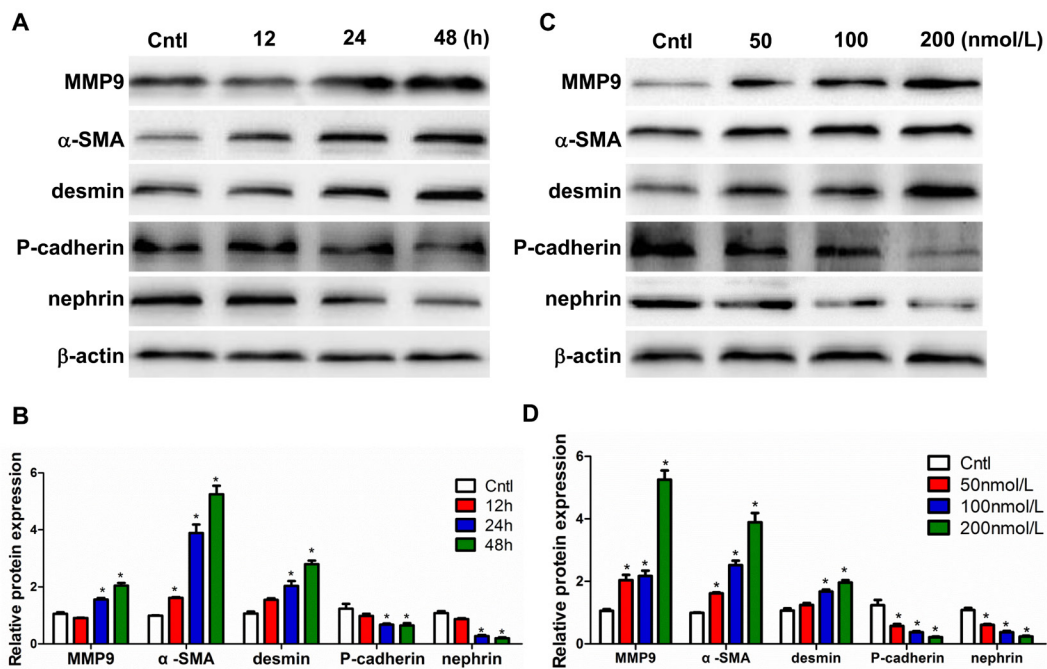 A
Cntl 12 24 48 (h)
MMP9
α-SMA
desmin
P-cadherin
nephrin
β-actin
B
Relative protein expression
6
4
2
0
Cntl
12h
24h
48h
* * * * * * * * * * *
MMP9 α -SMA desmin P-cadherin nephrin
C
Cntl 50 100 200 (nmol/L)
MMP9
α-SMA
desmin
P-cadherin
nephrin
β-actin
D
Relative protein expression
6
4
2
0
Cntl
50nmol/L
100nmol/L
200nmol/L
* * * * * * * * * * * * * *
MMP9 α -SMA desmin P-cadherin nephrin